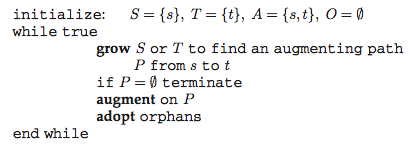 initialize: S = {s}, T = {t}, A = {s,t}, O = ∅
while true
grow S or T to find an augmenting path
P from s to t
if P = ∅ terminate
augment on P
adopt orphans
end while